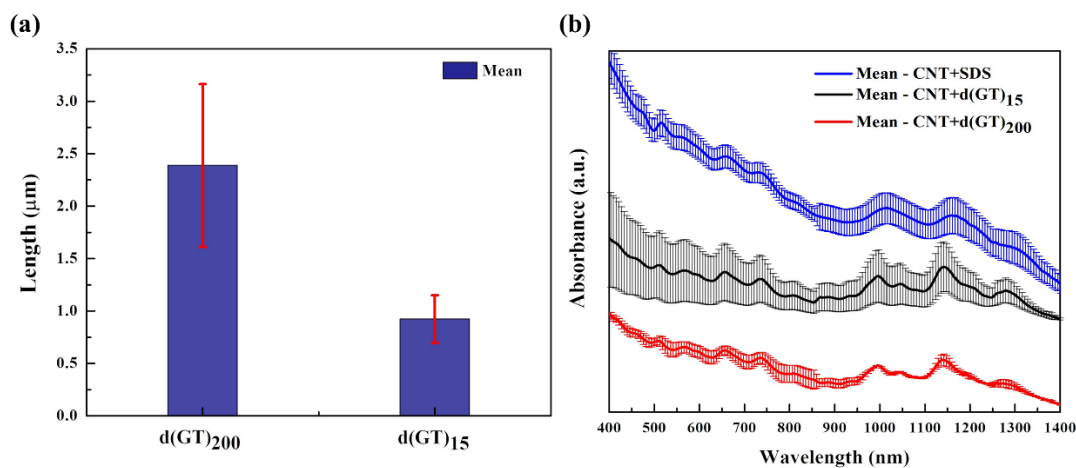 (a)
3.5
3.0
2.5
2.0
1.5
1.0
0.5
0.0
Length (μm)
Mean
d(GT)200
d(GT)15
(b)
Absorbance (a.u.)
Mean - CNT+SDS
Mean - CNT+d(GT)15
Mean - CNT+d(GT)200
400 500 600 700 800 900 1000 1100 1200 1300 1400
Wavelength (nm)